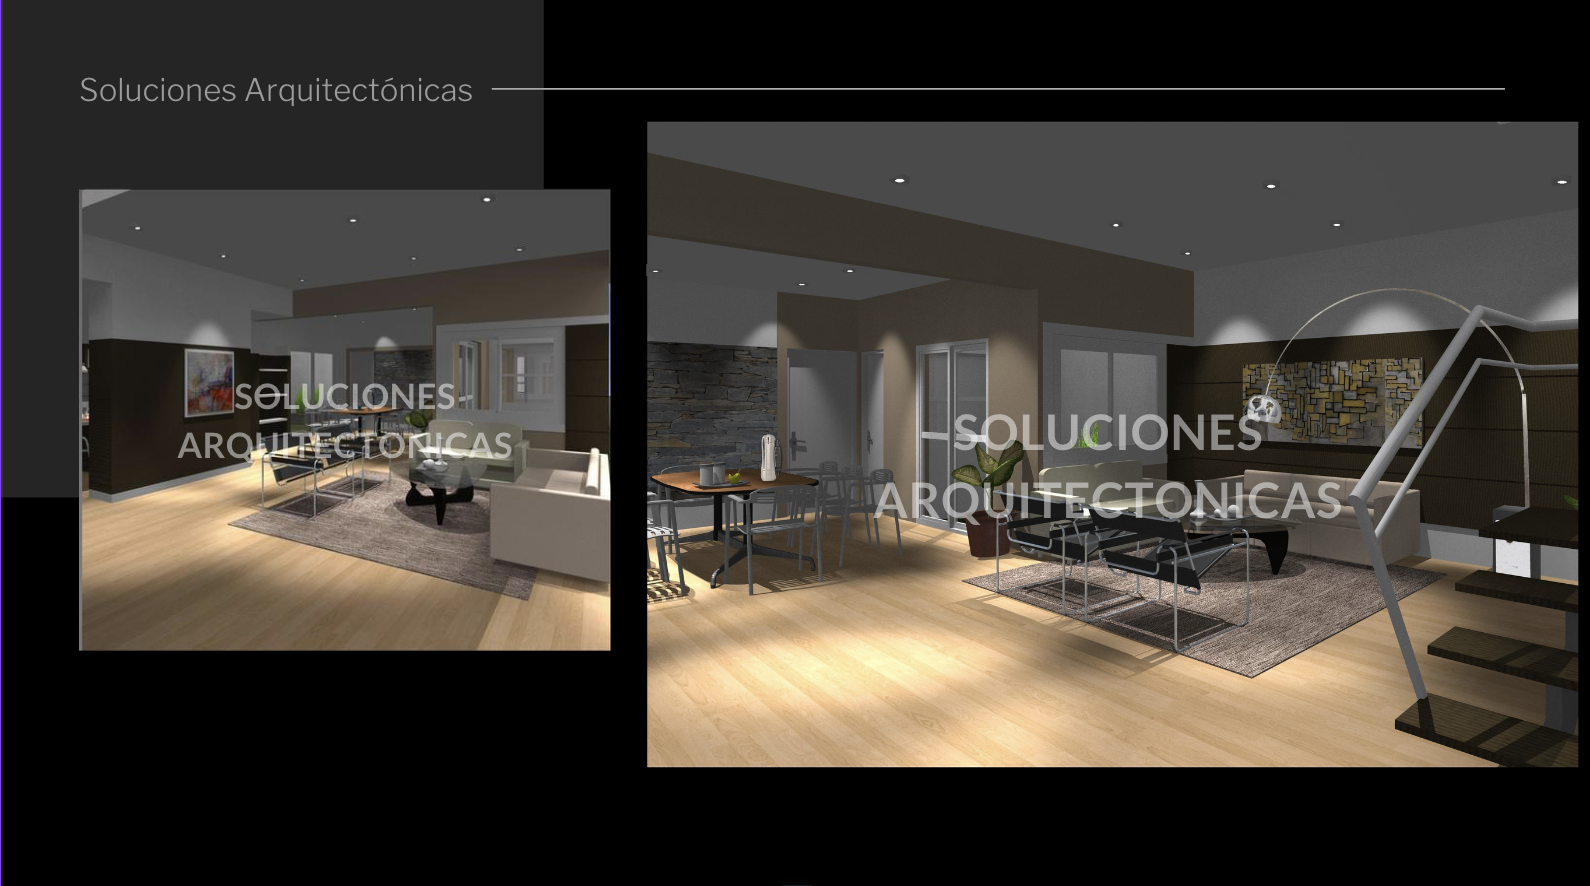 Soluciones Arquitectónicas
SOLUCIONES
ARQUITECTONICAS
SOLUCIONES
ARQUITECTONICAS